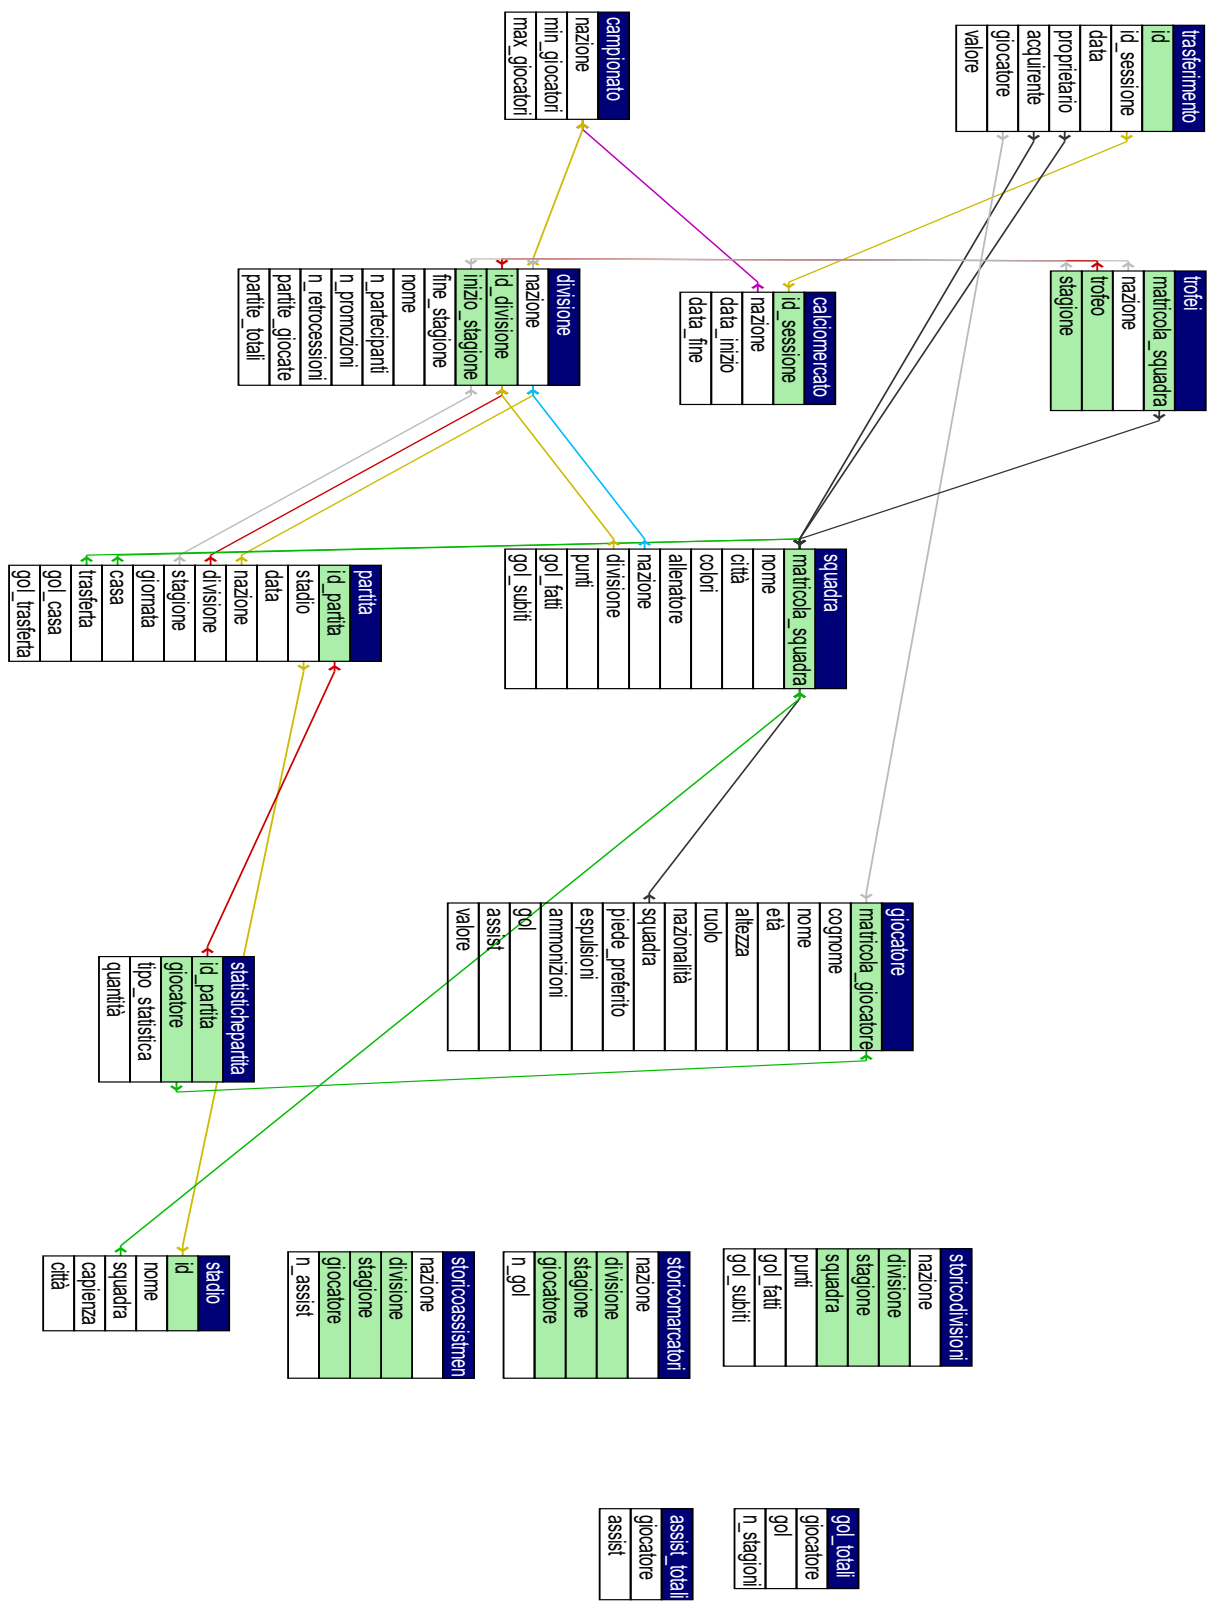 trasferimento
id
id_sessione
data
proprietario
acquirente
giocatore
valore
campionato
nazione
min_giocatori
max_giocatori
trofei
matricola_squadra
nazione
trofeo
stagione
calciomercato
id_sessione
nazione
data_inizio
data_fine
divisione
nazione
id_divisione
inizio_stagione
fine_stagione
nome
n_partecipanti
n_promozioni
n_retrocessioni
partite_giocate
partite_totali
squadra
matricola_squadra
nome
città
colori
allenatore
nazione
divisione
punti
gol_fatti
gol_subiti
partita
id_partita
stadio
data
nazione
divisione
stagione
giornata
casa
trasferta
gol_casa
gol_trasferta
giocatore
matricola_giocatore
cognome
nome
età
altezza
ruolo
nazionalità
squadra
piede_preferito
espulsioni
ammonizioni
gol
assist
valore
statistichepartita
id_partita
giocatore
tipo_statistica
quantità
storicodivisioni
nazione
divisione
stagione
squadra
punti
gol_fatti
gol_subiti
storicomarcatori
nazione
divisione
stagione
giocatore
n_gol
storicoassistmen
nazione
divisione
stagione
giocatore
n_assist
stadio
id
nome
squadra
capienza
città
gol_totali
giocatore
gol
n_stagioni
assist_totali
giocatore
assist